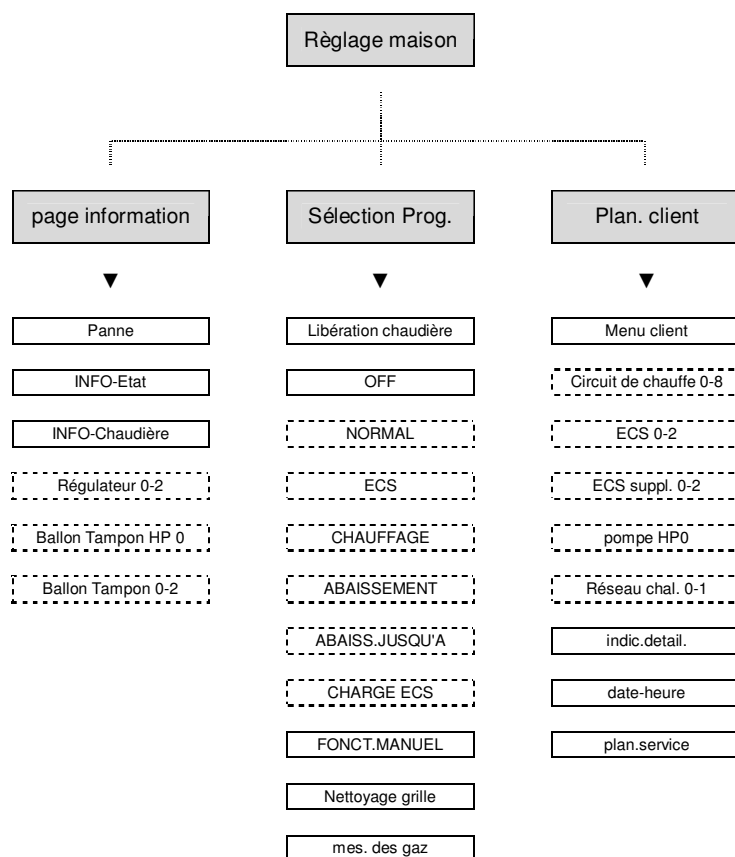 Règlage maison
page information
Sélection Prog.
Plan. client
Panne
INFO-Etat
INFO-Chaudière
Régulateur 0-2
Ballon Tampon HP 0
Ballon Tampon 0-2
Libération chaudière
OFF
NORMAL
ECS
CHAUFFAGE
ABAISSEMENT
ABAISS.JUSQU'A
CHARGE ECS
FONCT.MANUEL
Nettoyage grille
mes. des gaz
Menu client
Circuit de chauffe 0-8
ECS 0-2
ECS suppl. 0-2
pompe HP0
Réseau chal. 0-1
indic.detail.
date-heure
plan.service